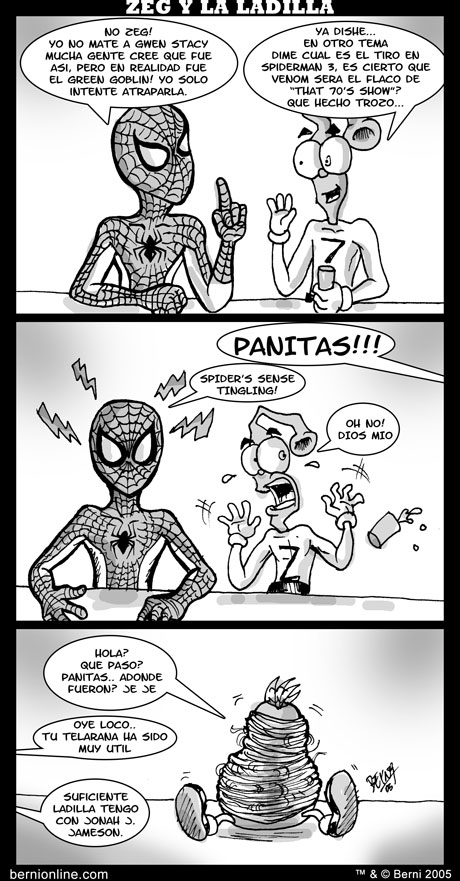 ZEG Y LA LADILLA
NO ZEG!
YO NO MATE A GWEN STACY
MUCHA GENTE CREE QUE FUE
ASI, PERO EN REALIDAD FUE
EL GREEN GOBLIN! YO SOLO
INTENTE ATRAPARLA.
YA DISHE...
EN OTRO TEMA
DIME CUAL ES EL TIRO EN
SPIDERMAN 3, ES CIERTO QUE
VENOM SERA EL FLACO DE
"THAT 70'S SHOW"?
QUE HECHO TROZO...
7
PANITAS!!!
SPIDER'S SENSE
TINGLING!
OH NO!
DIOS MIO
Z
HOLA?
QUE PASO?
PANITAS.. ADONDE
FUERON? JE JE
OYE LOCO..
TU TELARANA HA SIDO
MUY UTIL
SUFICIENTE
LADILLA TENGO
CON JONAH J.
JAMESON.
05
bernionline.com
™ & © Berni 2005